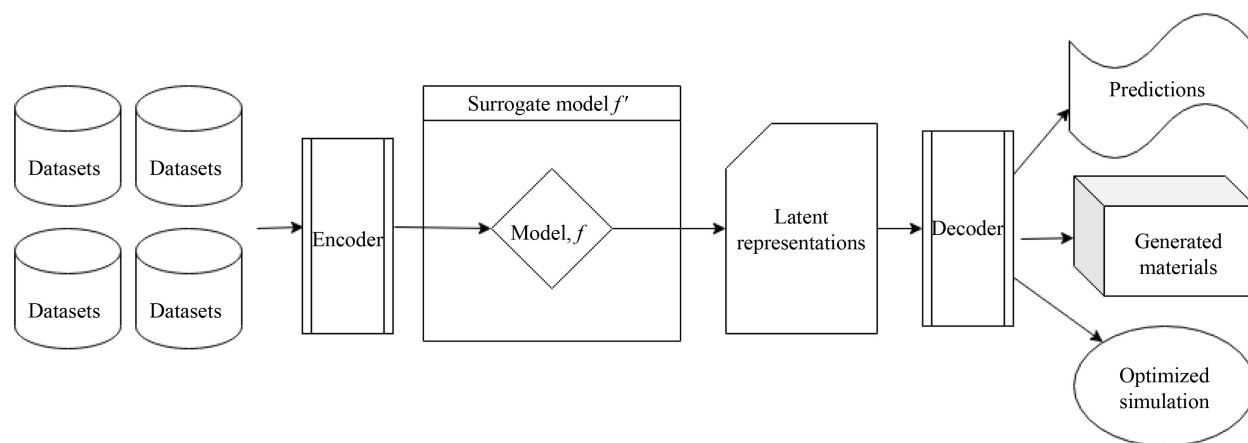 Datasets
Datasets
Datasets
Datasets
Encoder
Surrogate model f′
Model, f
Latent
representations
Decoder
Predictions
Generated
materials
Optimized
simulation